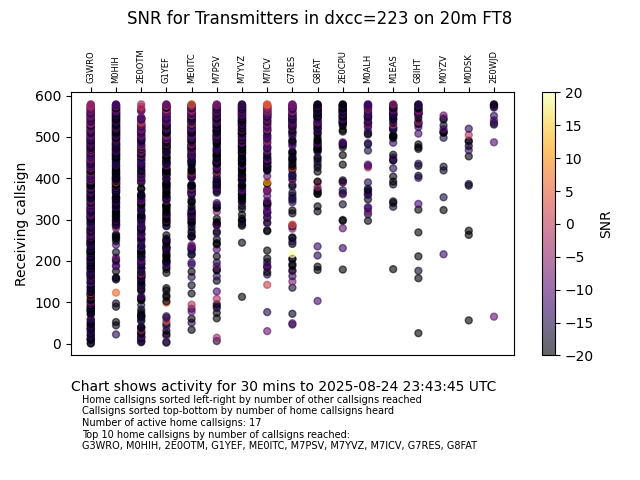 SNR for Transmitters in dxcc=223 on 20m FT8
G3WRO M0HIH 2E0OTM G1YEF ME0ITC M7PSV M7YVZ M7ICV G7RES G8FAT 2E0CPU M0ALH M1EAS G8IHT M0YZV M0DSK 2E0WJD
600
500
400
300
200
100
0
Receiving callsign
20
15
10
5
0
−5
−10
−15
−20
SNR
Chart shows activity for 30 mins to 2025-08-24 23:43:45 UTC
Home callsigns sorted left-right by number of other callsigns reached
Callsigns sorted top-bottom by number of home callsigns heard
Number of active home callsigns: 17
Top 10 home callsigns by number of callsigns reached:
G3WRO, M0HIH, 2E0OTM, G1YEF, ME0ITC, M7PSV, M7YVZ, M7ICV, G7RES, G8FAT